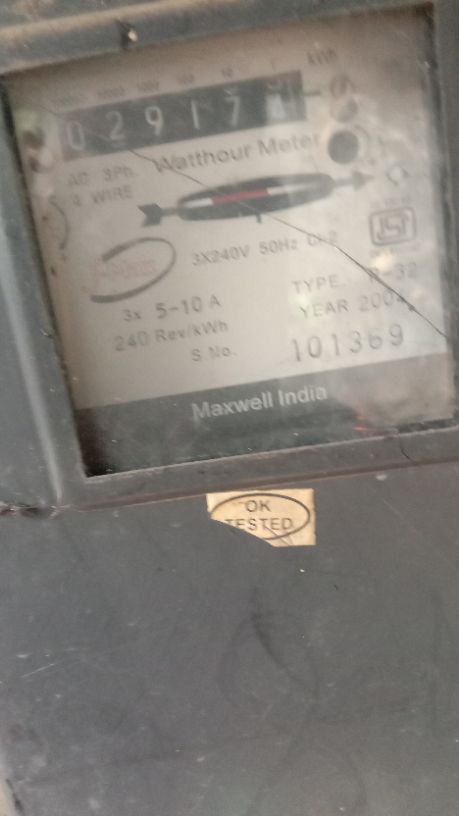 kWh
0 2 9 1 7
Watthour Meter
AC 3Ph.
4 WIRE
3X240V 50Hz
3x 5-10 A
TYPE.
240 Rev/kWh
YEAR
S.No.
101369
Maxwell India
OK
TESTED